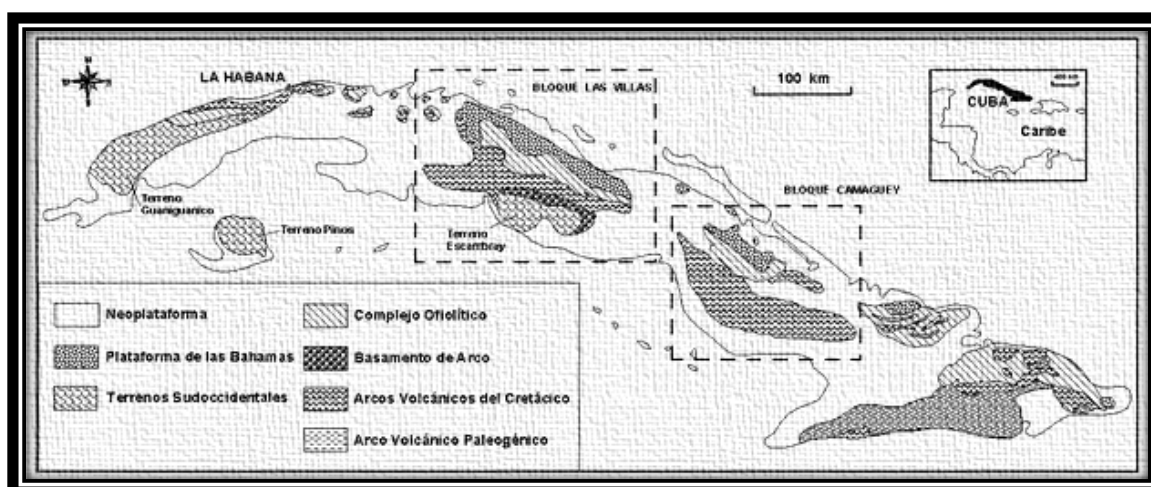 N
LA HABANA
BLOQUE LAS VILLAS
100 km
CUBA
Caribe
BLOQUE CAMAGUEY
Terreno
Guaniguanico
Terreno Pinos
Terreno
Escambray
Neoplataforma
Plataforma de las Bahamas
Terrenos Sudoccidentales
Complejo Ofiolítico
Basamento de Arco
Arcos Volcánicos del Cretácico
Arco Volcánico Paleogénico